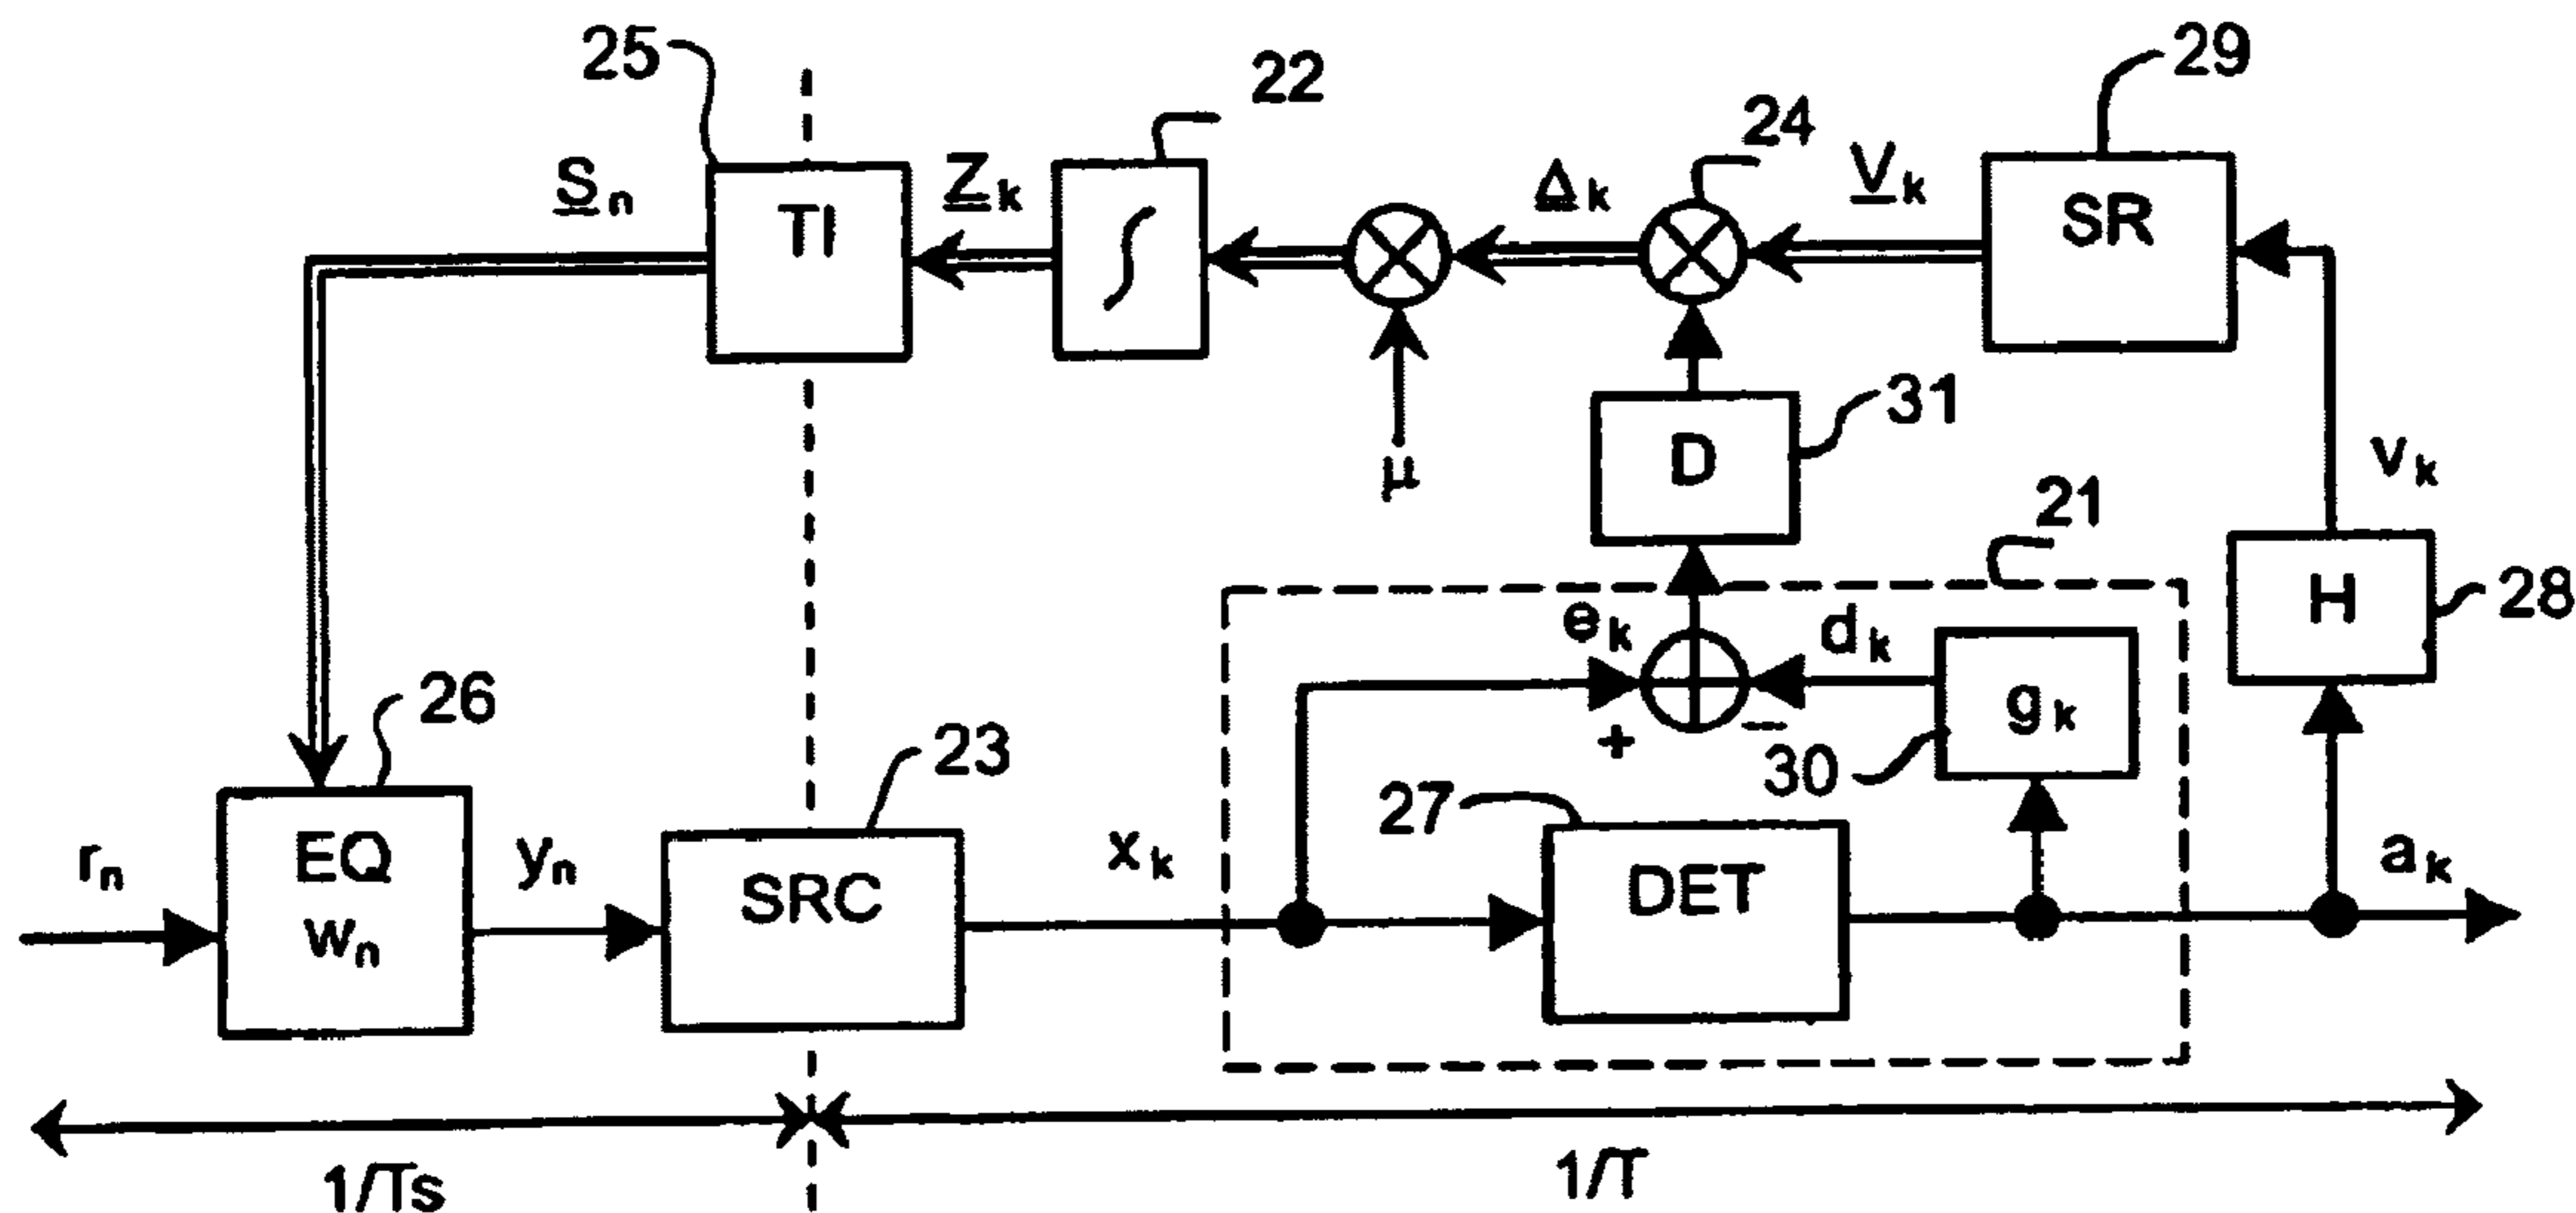 25
22
29
24
S n
TI
Z k
∫
Δ k
V k
SR
μ
D
31
21
v k
H
28
26
23
e k
d k
g k
+
−
30
27
r n
EQ
w n
y n
SRC
x k
DET
a k
1/Ts
1/T